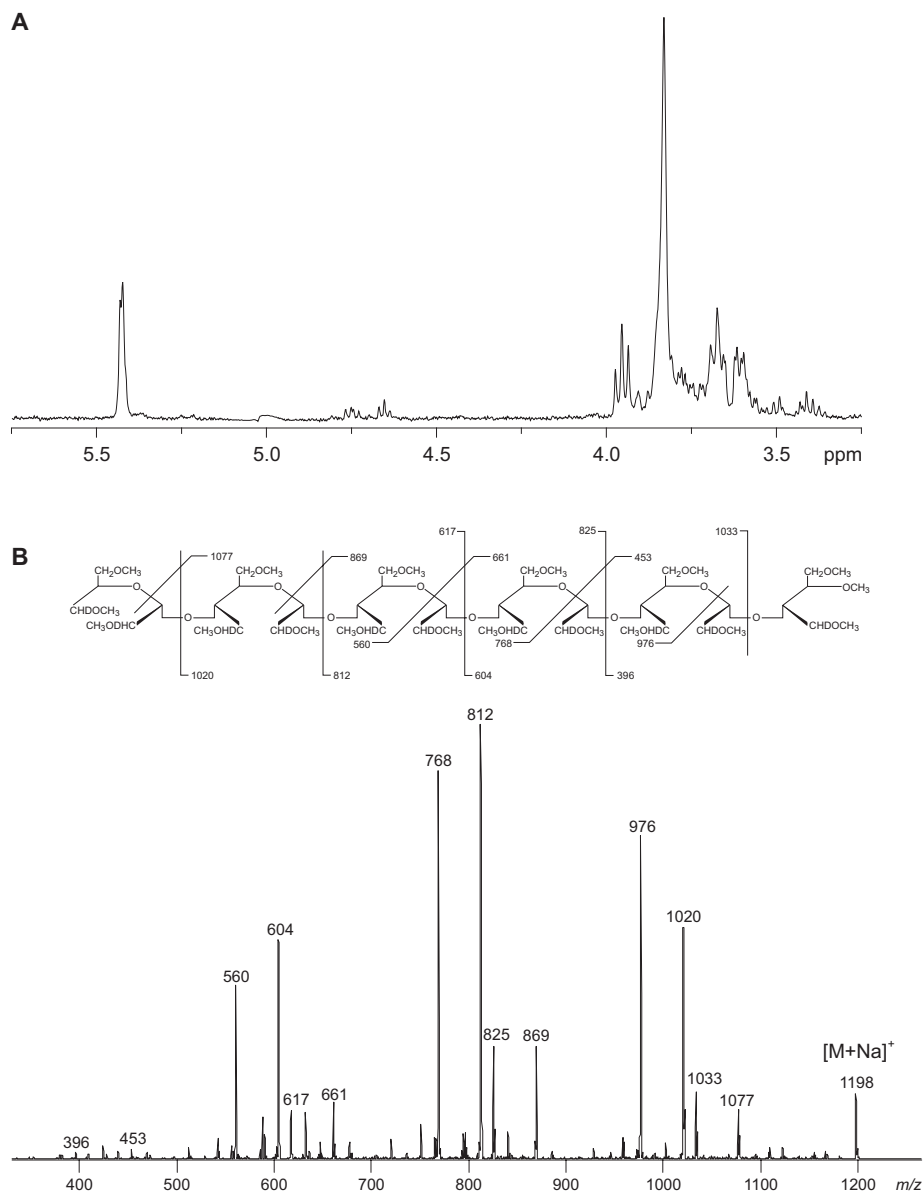 A
5.5 5.0 4.5 4.0 3.5 ppm
B
617 825 1033
1077 869 661 453
CH2OCH3 CH2OCH3 CH2OCH3 CH2OCH3 CH2OCH3 CH2OCH3
O O O O O OCH3
CHDOCH3
CH3OHDC O CH3OHDC CHDOCH3 O CH3OHDC O CHDOCH3 O CH3OHDC CHDOCH3 O CH3OHDC CHDOCH3 O CHDOCH3
560 768 976
1020 812 604 396
812
768
976
1020
604
560
825 869
[M+Na]+
1198
1033
1077
617 661
396 453
400 500 600 700 800 900 1000 1100 1200 m/z